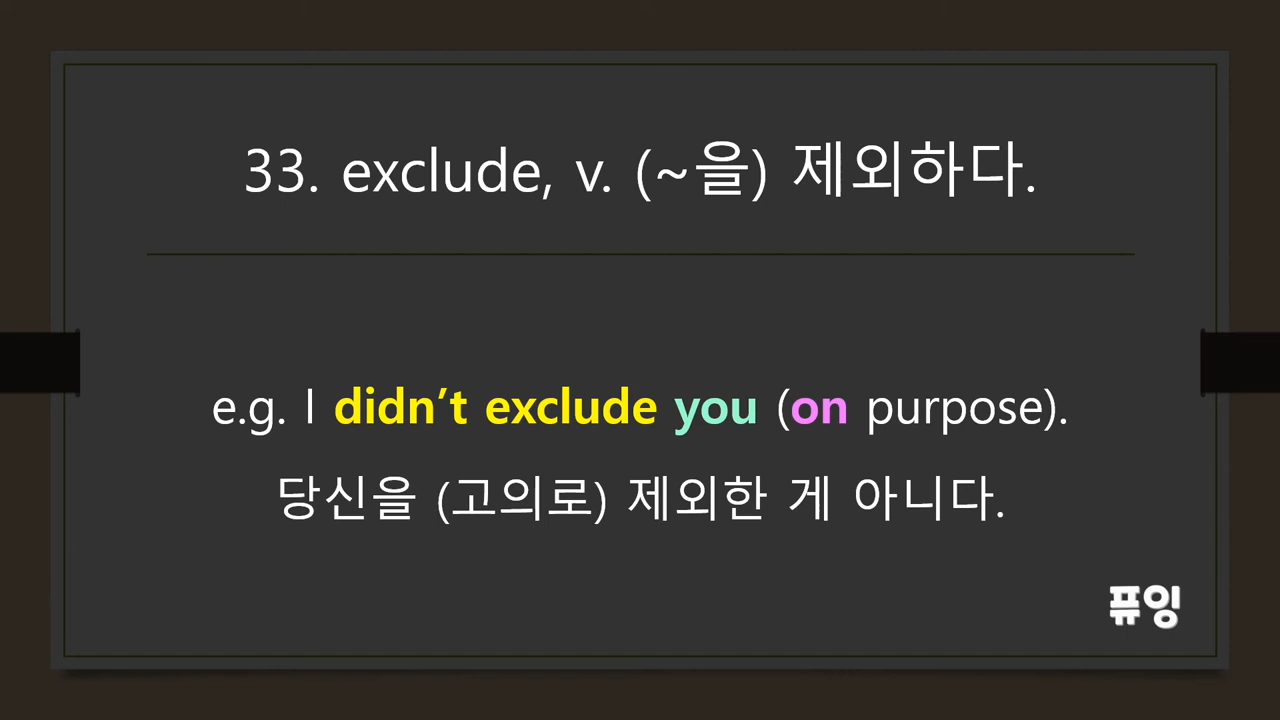 33. exclude, v. (~을) 제외하다.
e.g. I didn’t exclude you (on purpose).
당신을 (고의로) 제외한 게 아니다.
퓨잉